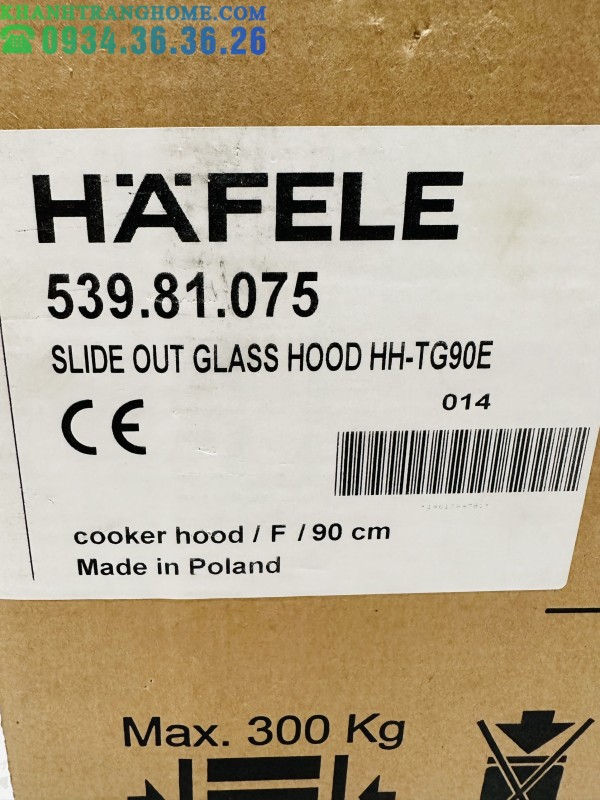 KHANHTRANGHOME.COM
☎ 0934.36.36.26
HÄFELE
539.81.075
SLIDE OUT GLASS HOOD HH-TG90E
014
cooker hood / F / 90 cm
Made in Poland
Max. 300 Kg